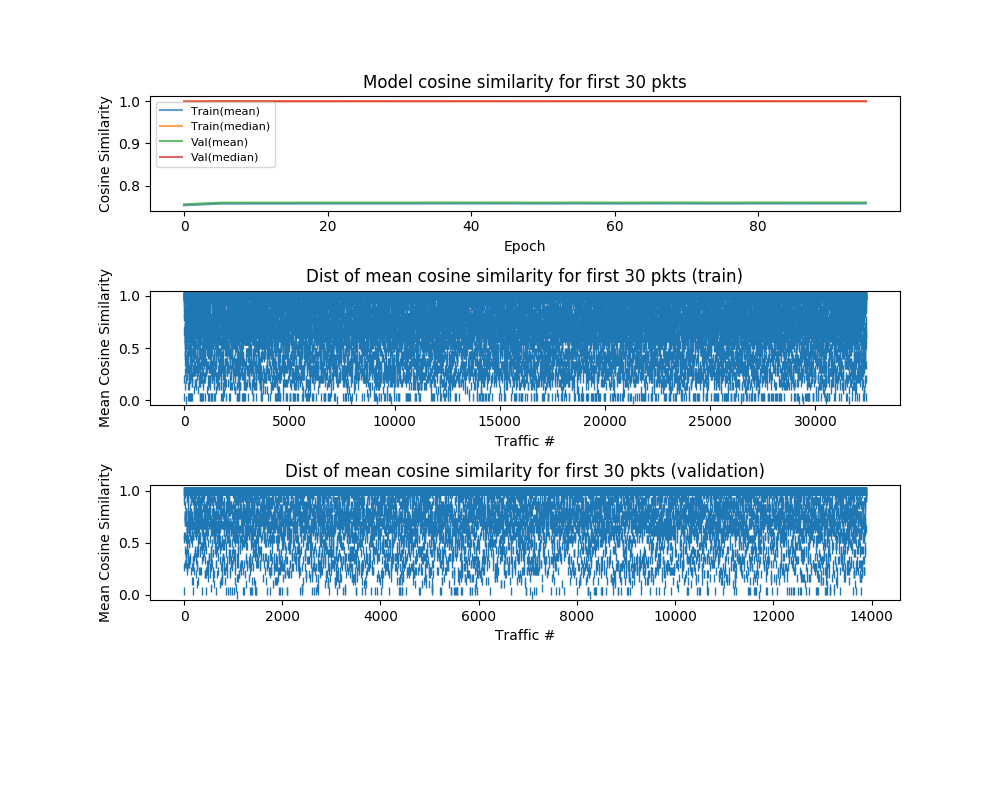 Model cosine similarity for first 30 pkts
Cosine Similarity
1.0
0.9
0.8
Train(mean)
Train(median)
Val(mean)
Val(median)
0 20 40 60 80
Epoch
Dist of mean cosine similarity for first 30 pkts (train)
Mean Cosine Similarity
1.0
0.5
0.0
0 5000 10000 15000 20000 25000 30000
Traffic #
Dist of mean cosine similarity for first 30 pkts (validation)
Mean Cosine Similarity
1.0
0.5
0.0
0 2000 4000 6000 8000 10000 12000 14000
Traffic #